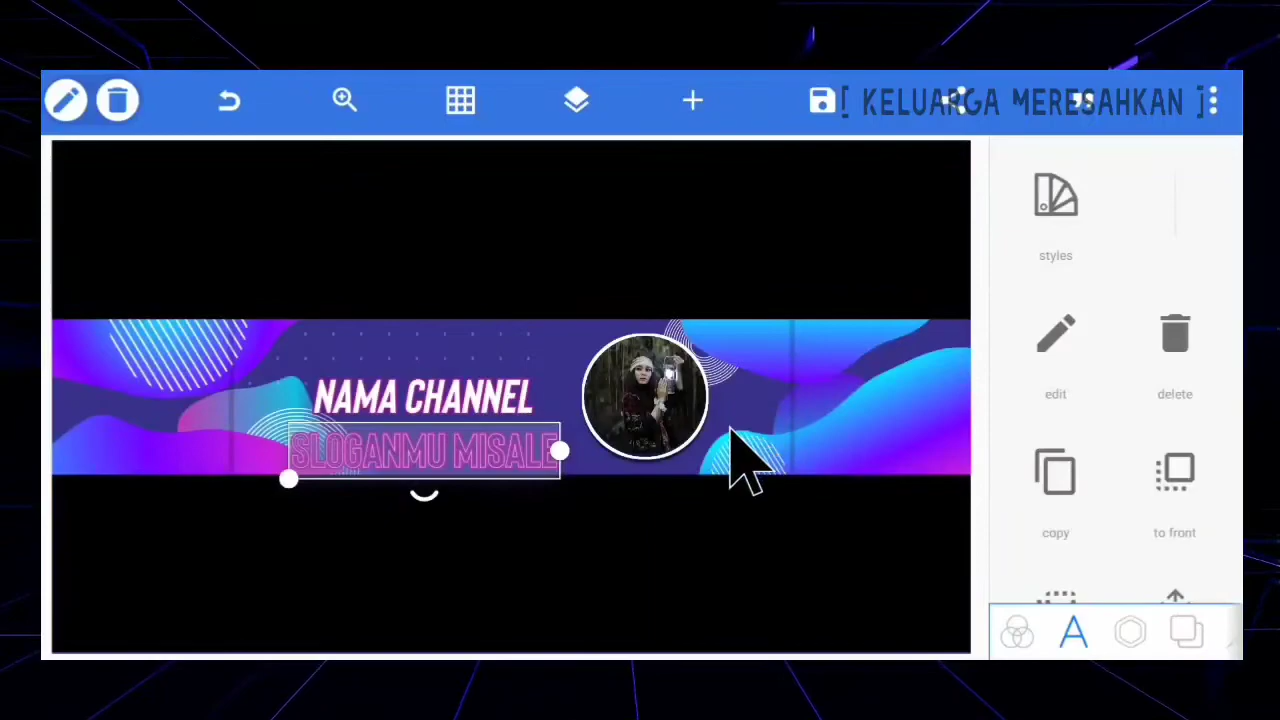 [ KELUARGA MERESAHKAN ]
styles
NAMA CHANNEL
edit
delete
SLOGANMU MISALE
copy
to front
A